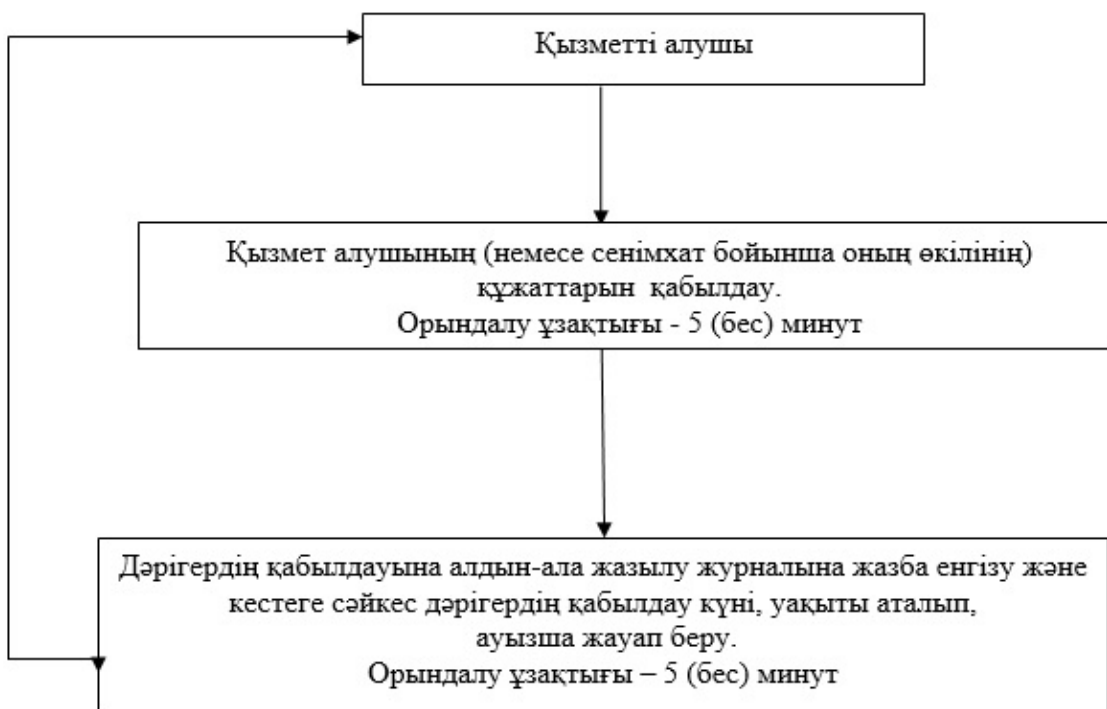 Қызметті алушы
Қызмет алушының (немесе сенімхат бойынша оның өкілінің)
құжаттарын қабылдау.
Орындалу ұзақтығы - 5 (бес) минут
Дәрігердің қабылдауына алдын-ала жазылу журналына жазба енгізу және
кестеге сәйкес дәрігердің қабылдау күні, уақыты аталып,
ауызша жауап беру.
Орындалу ұзақтығы – 5 (бес) минут